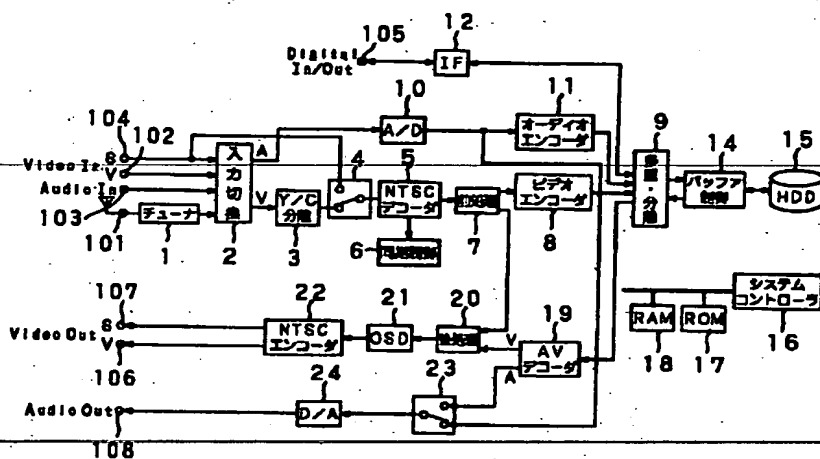 105
12
Digital
In/Out
IF
10
11
A/D
オーディオ
エンコーダ
104
102
S
V
Video In
Audio In
103
101
チューナ
1
入力切換
2
A
V
Y/C
分離
3
4
5
NTSC
デコーダ
6
7
ビデオ
エンコーダ
8
9
多重・分離
14
バッファ
制御
15
HDD
システム
コントローラ
16
RAM
18
ROM
17
107
Video Out
S
V
106
22
NTSC
エンコーダ
21
OSD
20
後処理
19
V
A
AV
デコーダ
23
24
D/A
Audio Out
108